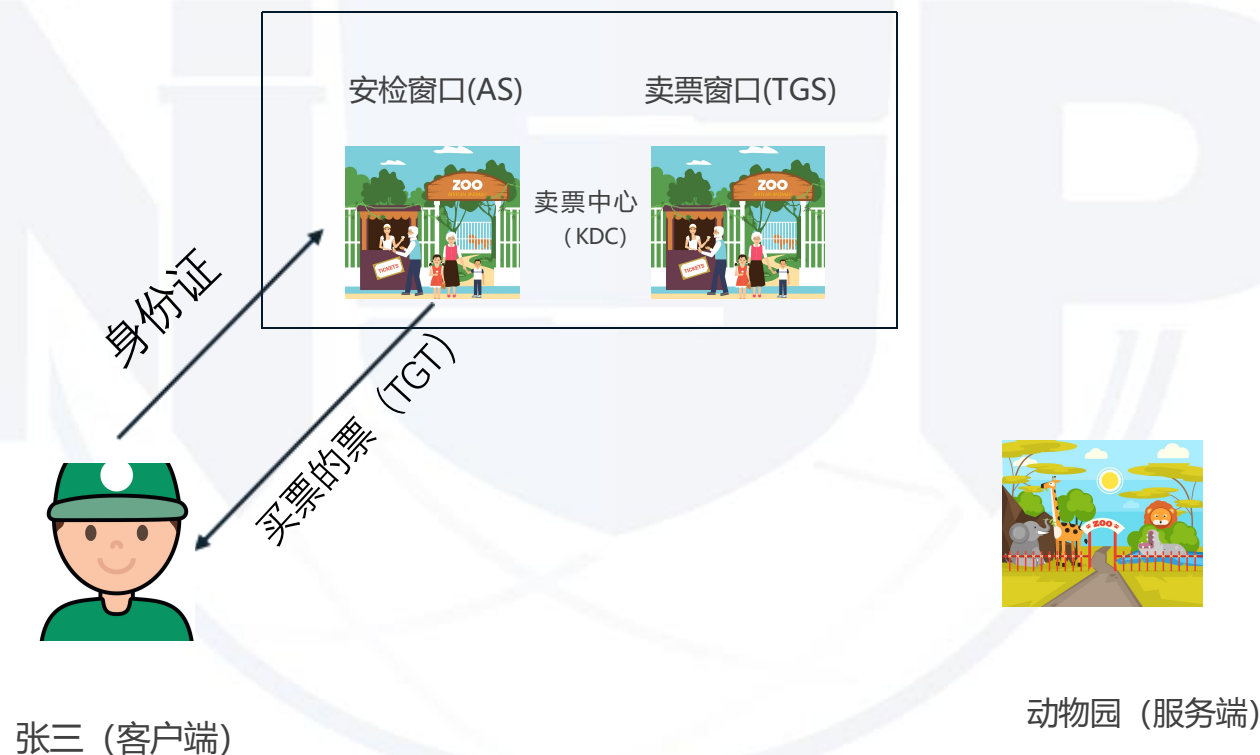 安检窗口(AS)
卖票窗口(TGS)
ZOO
ZOO
卖票中心
（KDC）
TICKETS
TICKETS
身份证
买票的票（TGT）
ZOO
张三（客户端）
动物园（服务端）